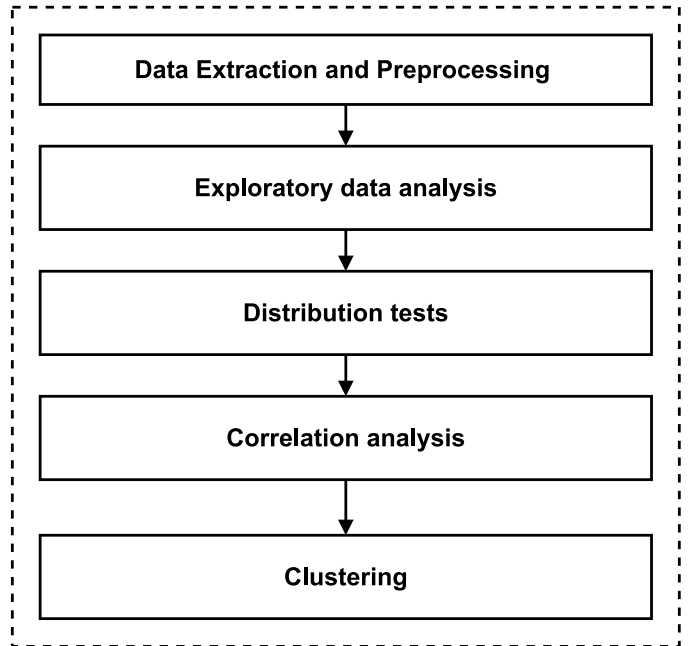 Data Extraction and Preprocessing
Exploratory data analysis
Distribution tests
Correlation analysis
Clustering